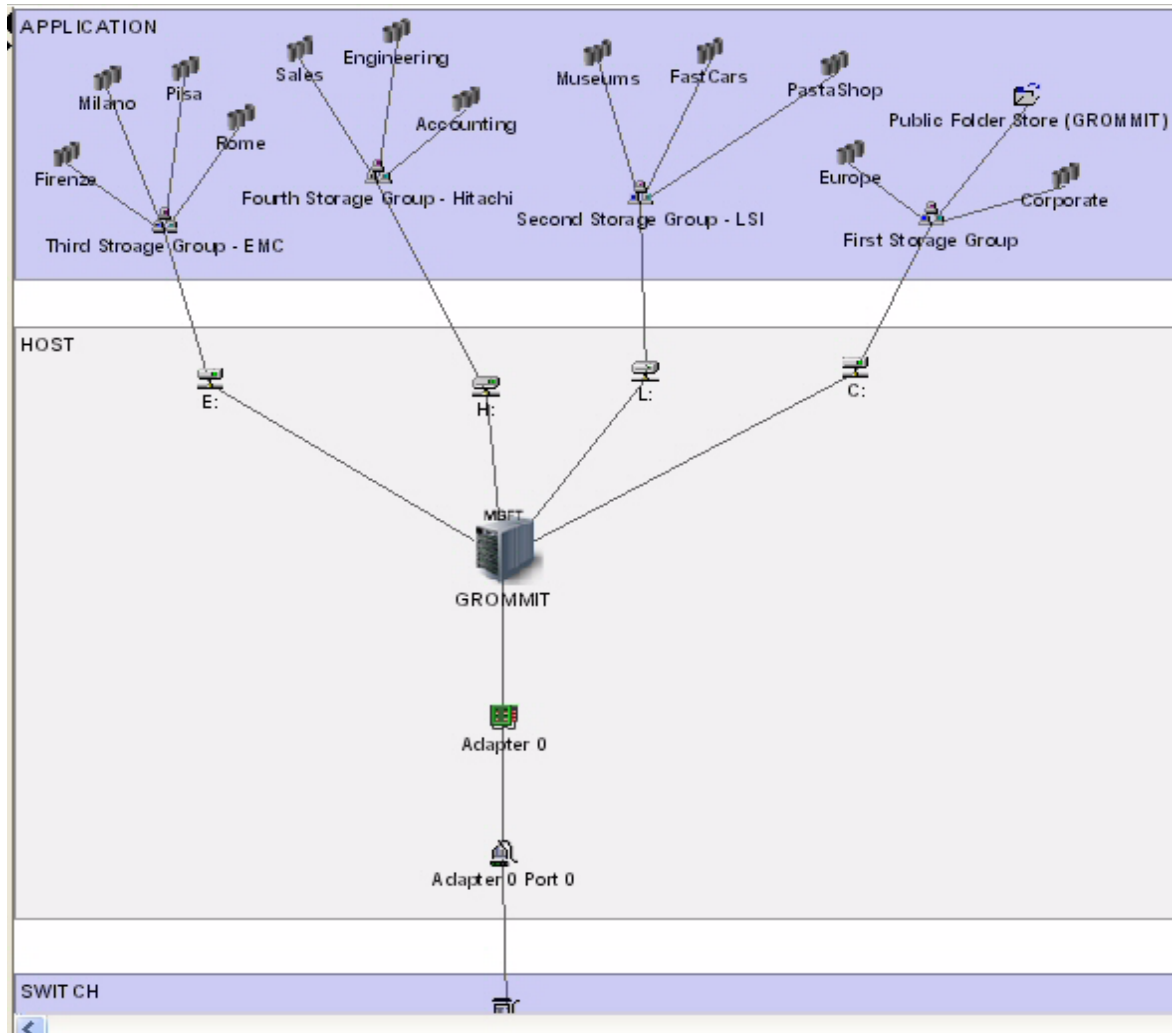 APPLICATION
Engineering
Sales
Museums
FastCars
PastaShop
Milano
Pisa
Accounting
Public Folder Store (GROMMIT)
Rome
Firenze
Europe
Corporate
Fourth Storage Group - Hitachi
Second Storage Group - LSI
Third Stroage Group - EMC
First Storage Group
HOST
E:
H:
L:
C:
MSFT
GROMMIT
Adapter 0
Adapter 0 Port 0
SWITCH